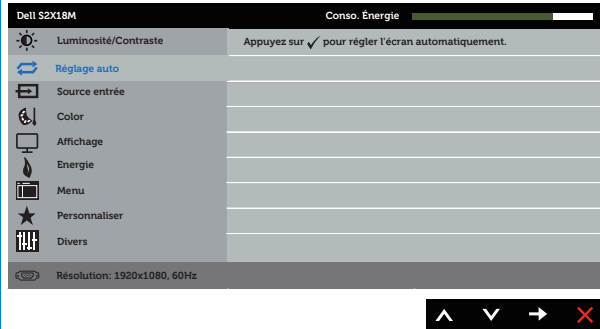 Dell S2X18M Conso. Énergie
Luminosité/Contraste
Appuyez sur ✓ pour régler l'écran automatiquement.
Réglage auto
Source entrée
Color
Affichage
Energie
Menu
Personnaliser
Divers
Résolution: 1920x1080, 60Hz